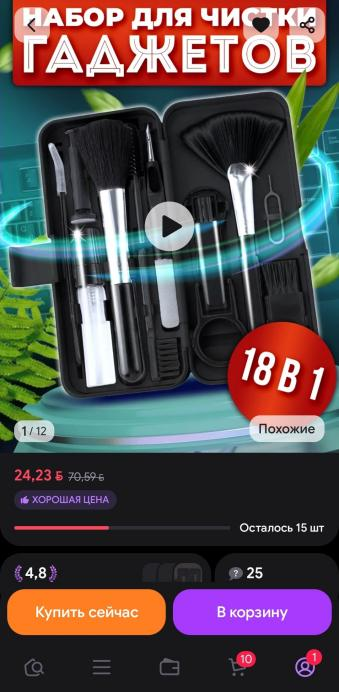 НАБОР ДЛЯ ЧИСТКИ
ГАДЖЕТОВ
18 В 1
1 / 12
Похожие
24,23 Б 70,59 Б
ХОРОШАЯ ЦЕНА
Осталось 15 шт
4,8
? 25
Купить сейчас
В корзину
10
1